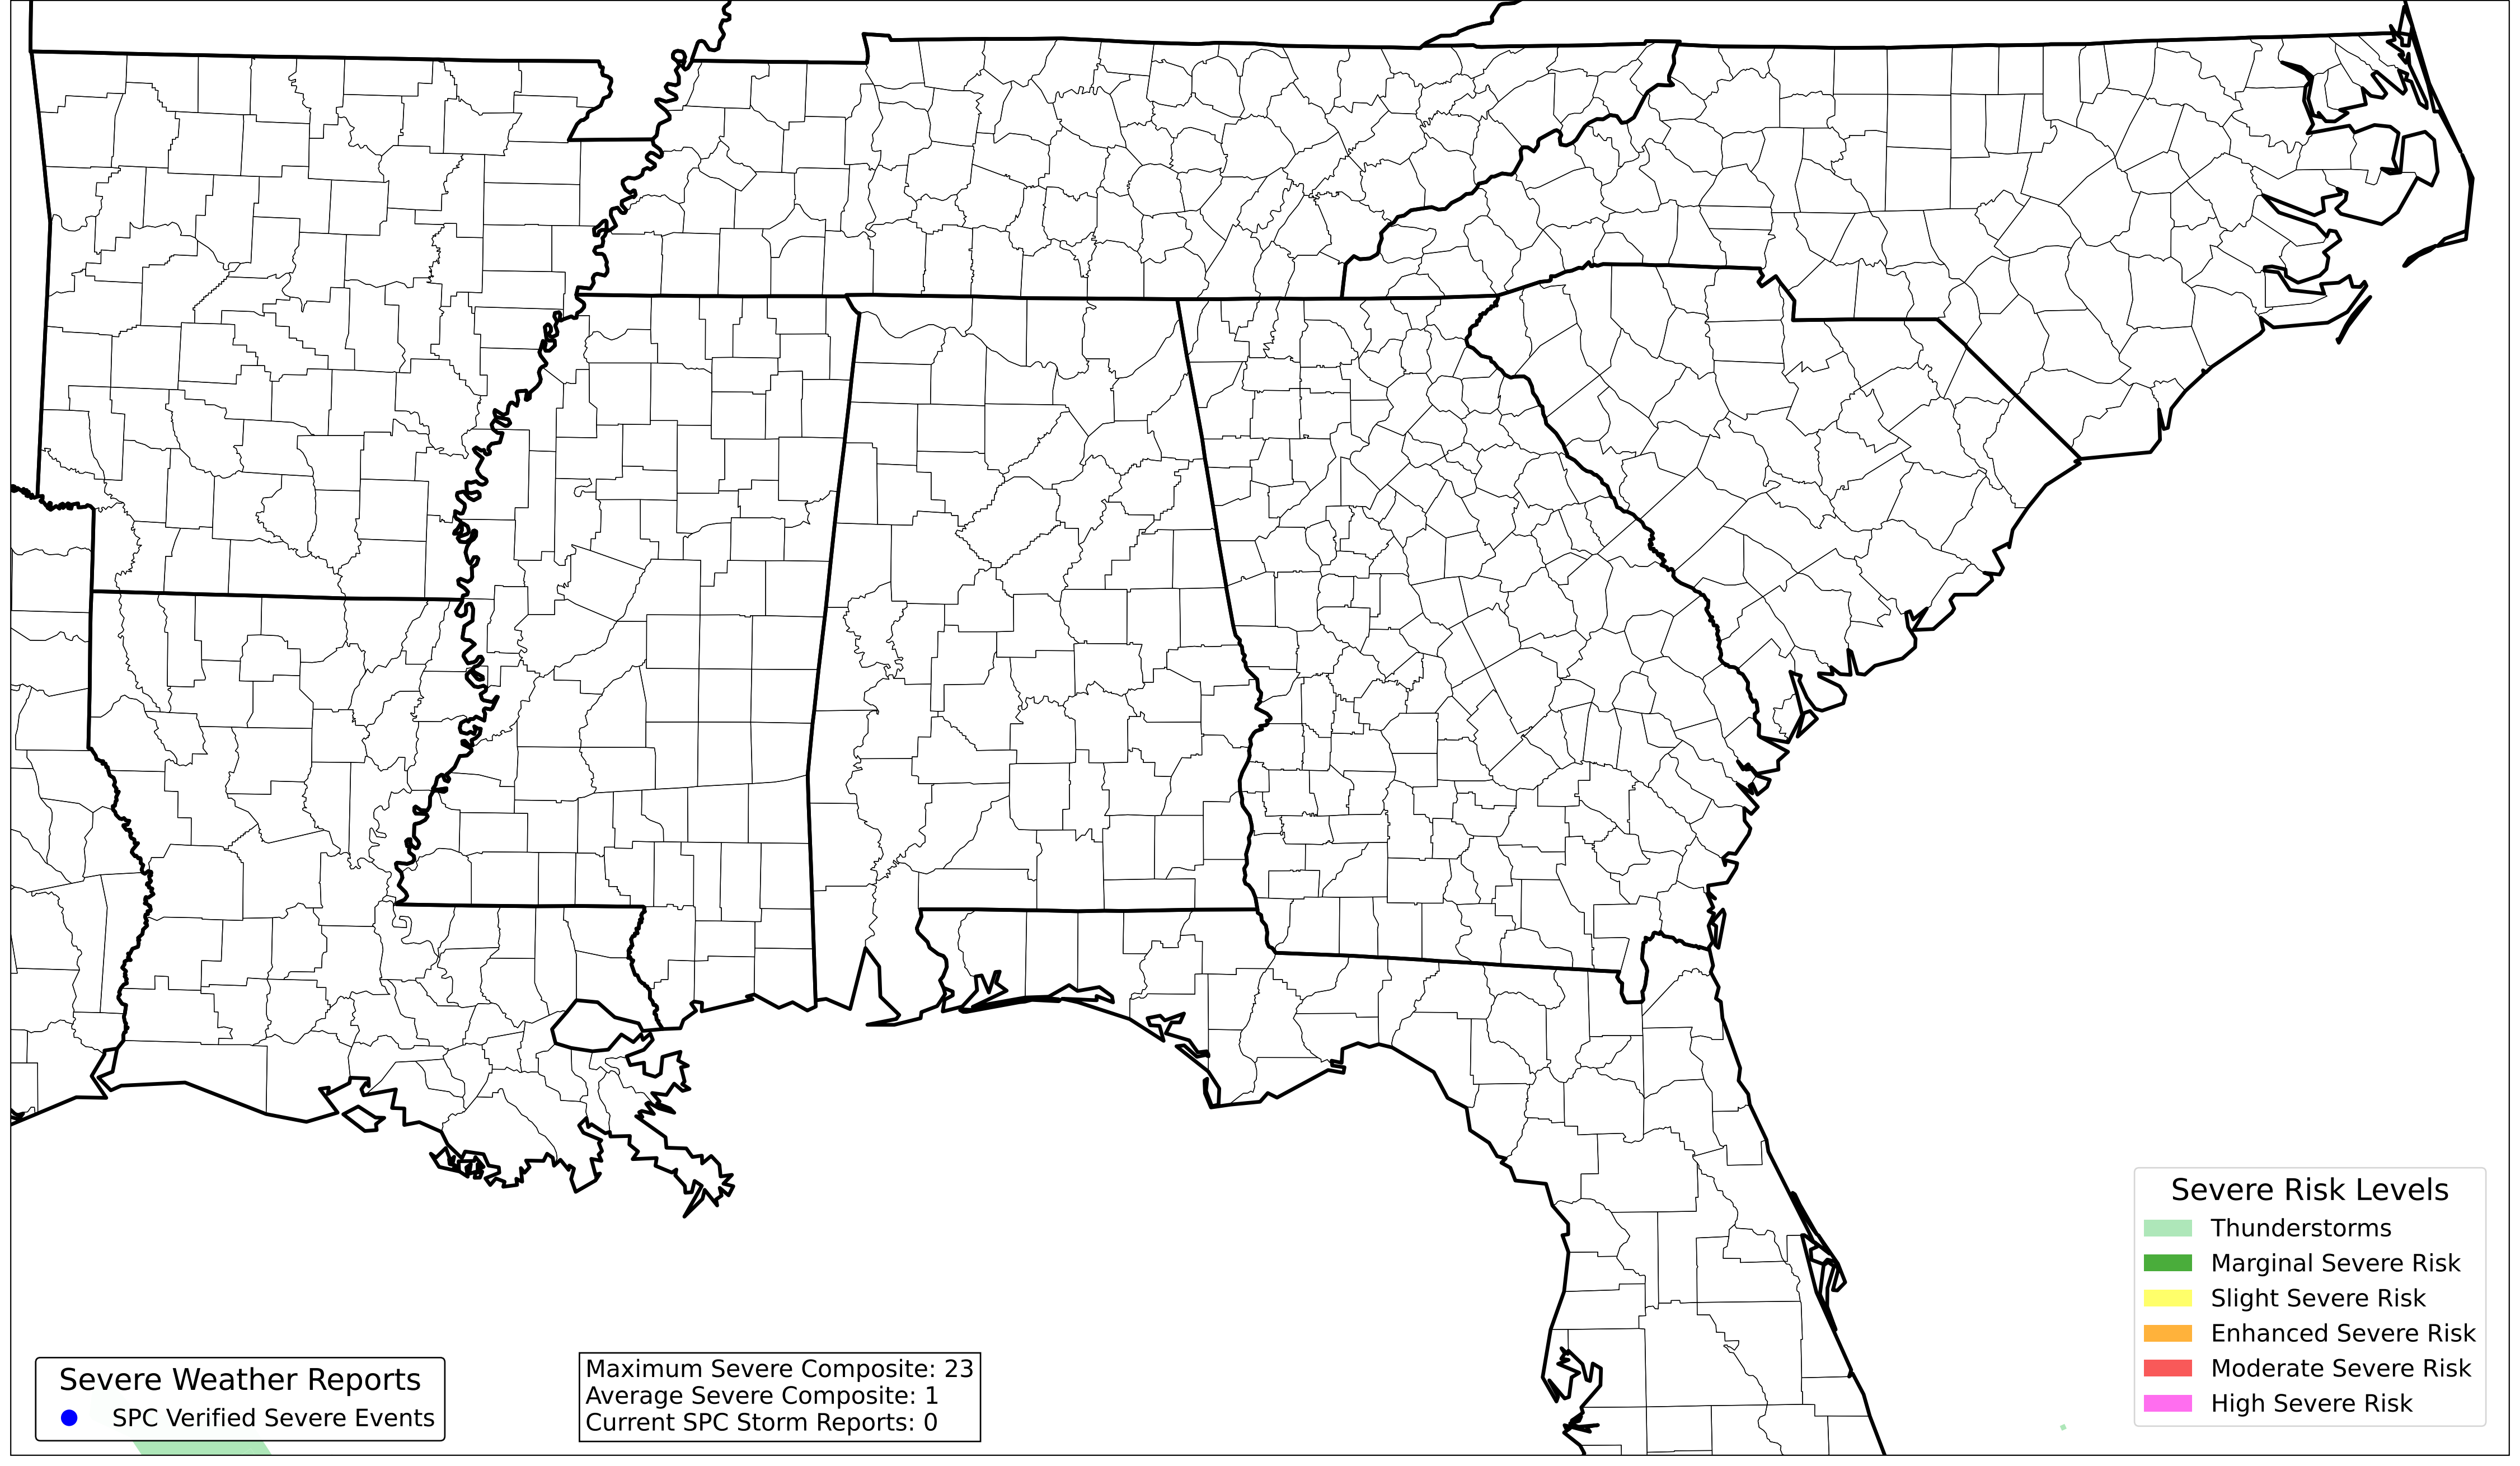 Severe Risk Levels
Thunderstorms
Marginal Severe Risk
Slight Severe Risk
Enhanced Severe Risk
Moderate Severe Risk
High Severe Risk
Severe Weather Reports
SPC Verified Severe Events
Maximum Severe Composite: 23
Average Severe Composite: 1
Current SPC Storm Reports: 0